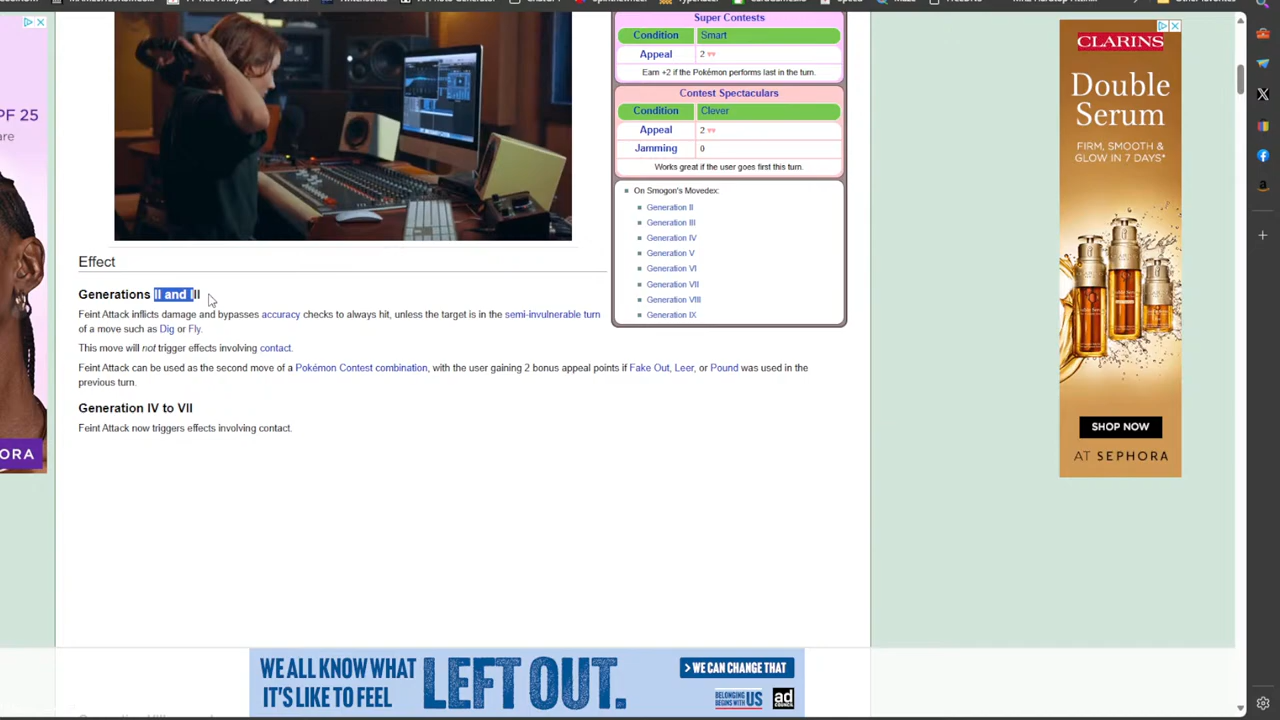 Super Contests
Condition Smart
Appeal 2 ♥♥
Earn +2 if the Pokémon performs last in the turn.
Contest Spectaculars
Condition Clever
Appeal 2 ♥♥
Jamming 0
Works great if the user goes first this turn.
On Smogon's Movedex:
Generation II
Generation III
Generation IV
Generation V
Generation VI
Generation VII
Generation VIII
Generation IX
Effect
Generations II and III
Feint Attack inflicts damage and bypasses accuracy checks to always hit, unless the target is in the semi-invulnerable turn
of a move such as Dig or Fly.
This move will not trigger effects involving contact.
Feint Attack can be used as the second move of a Pokémon Contest combination, with the user gaining 2 bonus appeal points if Fake Out, Leer, or Pound was used in the
previous turn.
Generation IV to VII
Feint Attack now triggers effects involving contact.
PF 25
are
ORA
CLARINS
Double
Serum
FIRM, SMOOTH &
GLOW IN 7 DAYS*
SHOP NOW
AT SEPHORA
WE ALL KNOW WHAT
IT'S LIKE TO FEEL
LEFT OUT.
> WE CAN CHANGE THAT
BELONGING
BEGINS WITH US
ad
COUNCIL